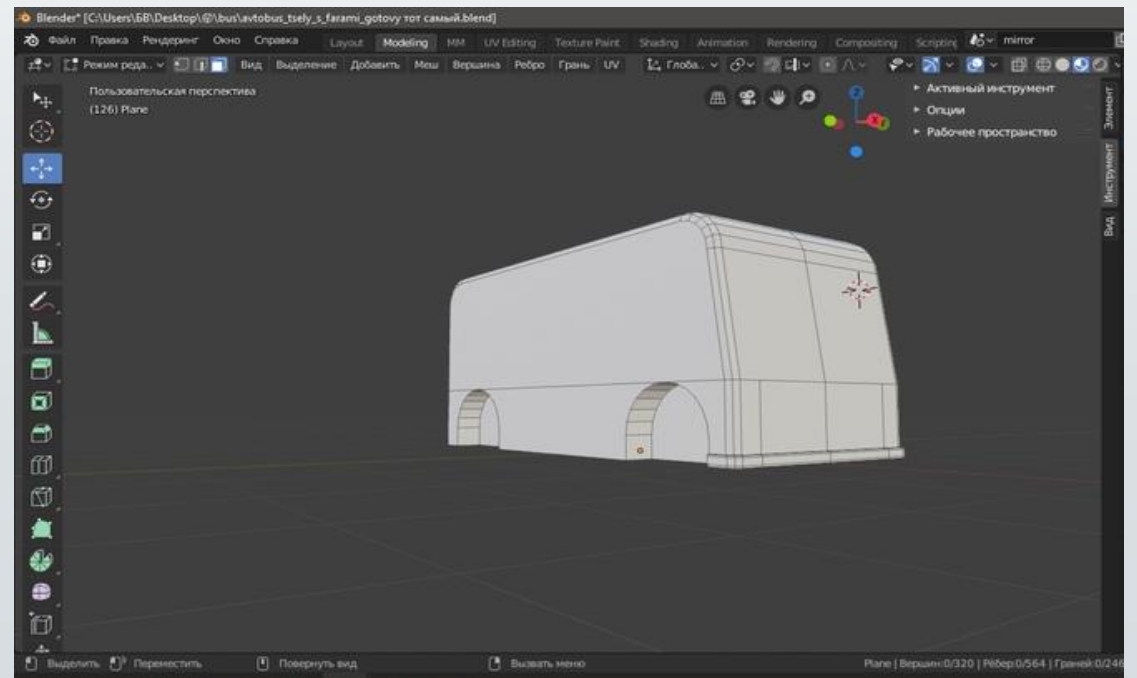 Blender* [C:\Users\БВ\Desktop\@\bus\avtobus_tsely_s_farami_gotovy тот самый.blend]
Файл Правка Рендеринг Окно Справка Layout Modeling MM UV Editing Texture Paint Shading Animation Rendering Compositing Scripting mirror
Режим реда.. Вид Выделение Добавить Меш Вершина Ребро Грань UV Глоба..
Пользовательская перспектива
(126) Plane
Активный инструмент
Опции
Рабочее пространство
Элемент
Инструмент
Вид
Z
X
Y
Выделить Переместить Повернуть вид Вызвать меню Plane | Вершин:0/320 | Рёбер:0/564 | Граней:0/246